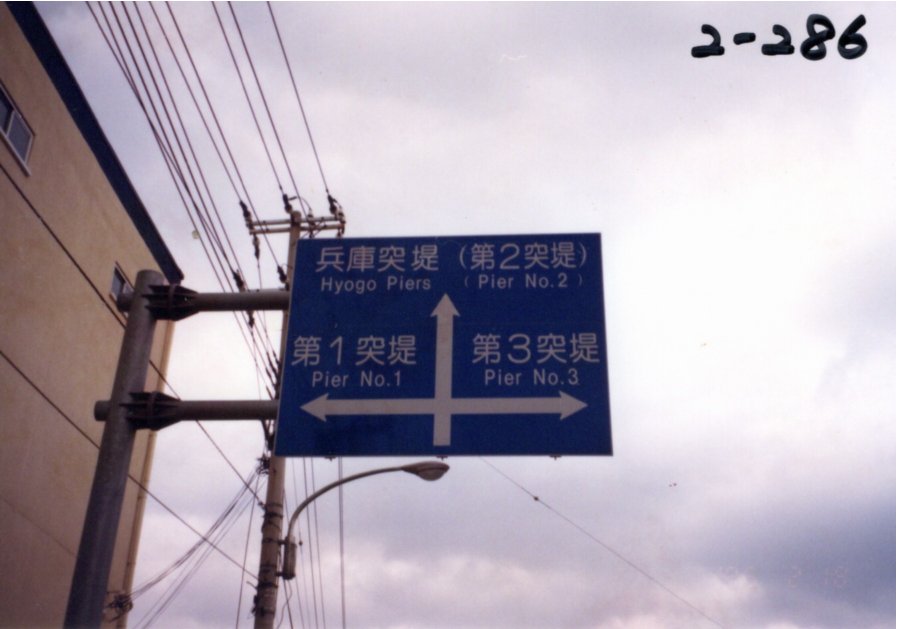 2-286
兵庫突堤 (第2突堤)
Hyogo Piers ( Pier No.2 )
第1突堤 第3突堤
Pier No.1 Pier No.3